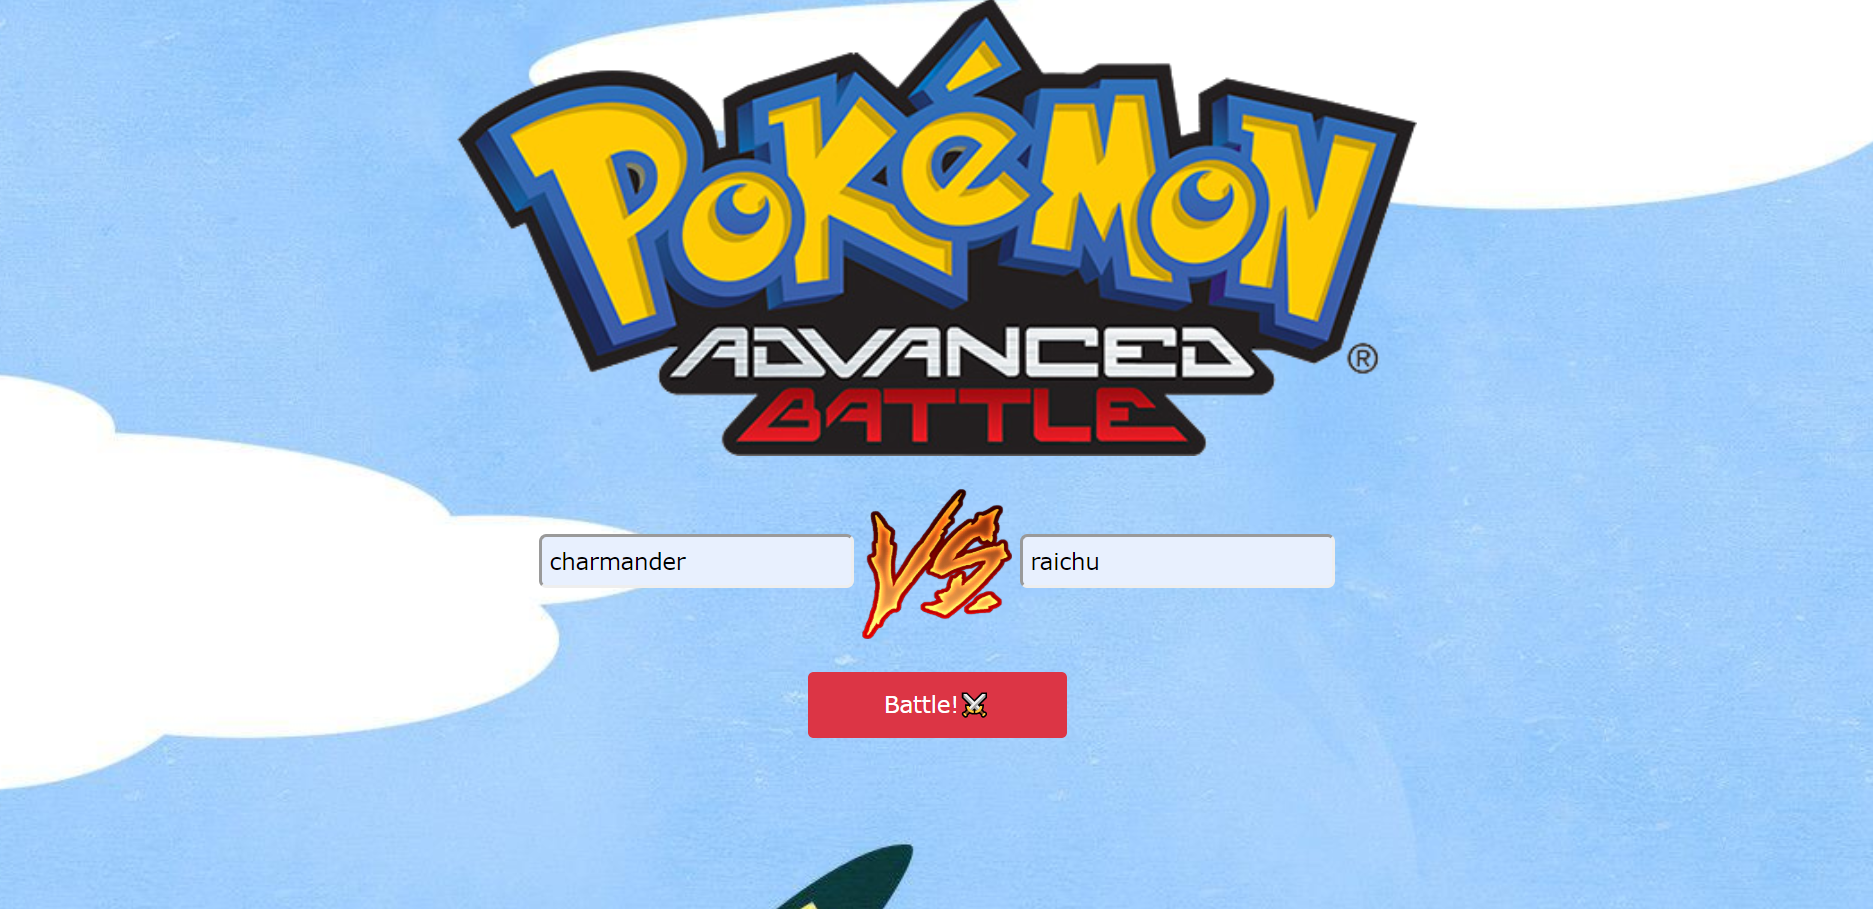 POKÉMON
ADVANCED
BATTLE
®
charmander
VS.
raichu
Battle!⚔